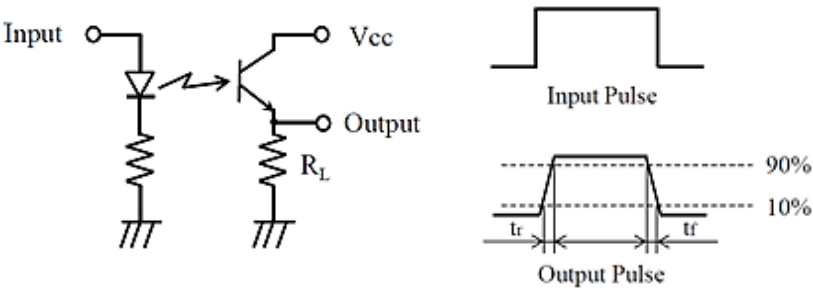 Input
Vcc
Output
RL
Input Pulse
90%
10%
tr
tf
Output Pulse